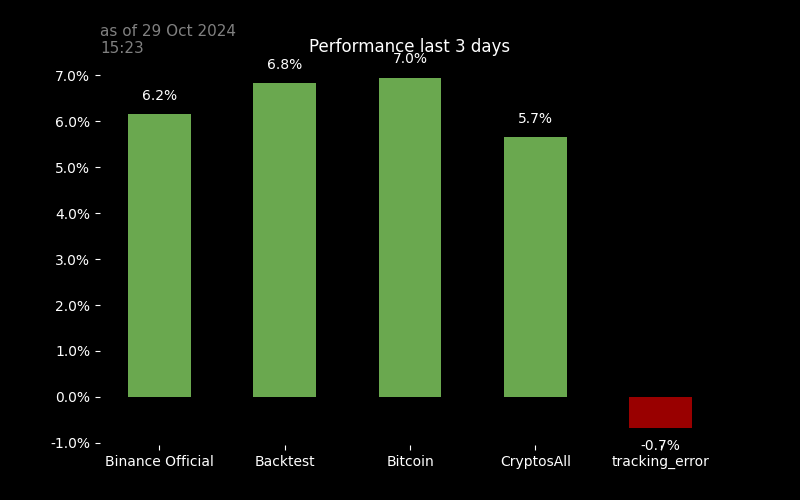 as of 29 Oct 2024
15:23
Performance last 3 days
7.0%
6.8%
6.2%
5.7%
-0.7%
7.0%
6.0%
5.0%
4.0%
3.0%
2.0%
1.0%
0.0%
-1.0%
Binance Official
Backtest
Bitcoin
CryptosAll
tracking_error